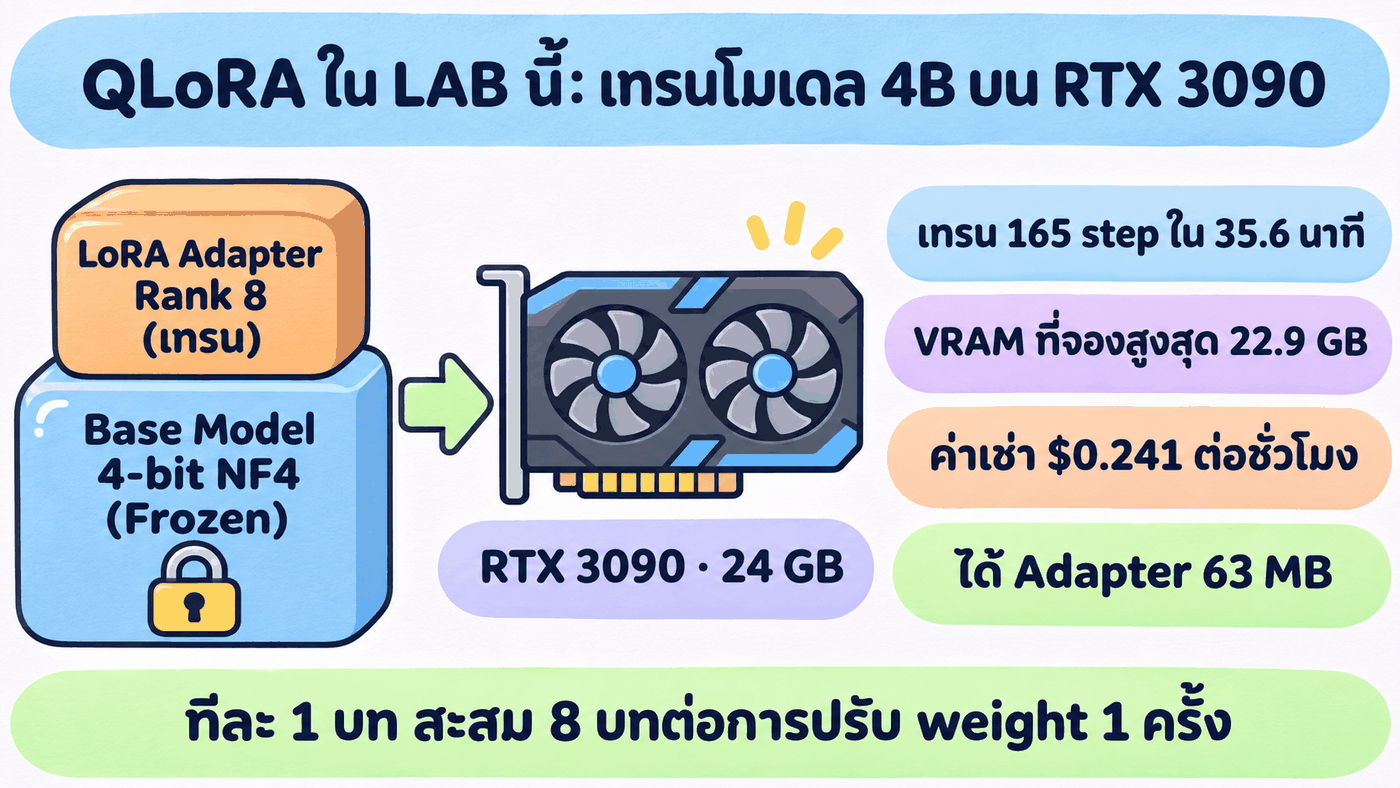 QLoRA ใน LAB นี้: เทรนโมเดล 4B บน RTX 3090
LoRA Adapter
Rank 8
(เทรน)
Base Model
4-bit NF4
(Frozen)
RTX 3090 · 24 GB
เทรน 165 step ใน 35.6 นาที
VRAM ที่จองสูงสุด 22.9 GB
ค่าเช่า $0.241 ต่อชั่วโมง
ได้ Adapter 63 MB
ทีละ 1 บท สะสม 8 บทต่อการปรับ weight 1 ครั้ง